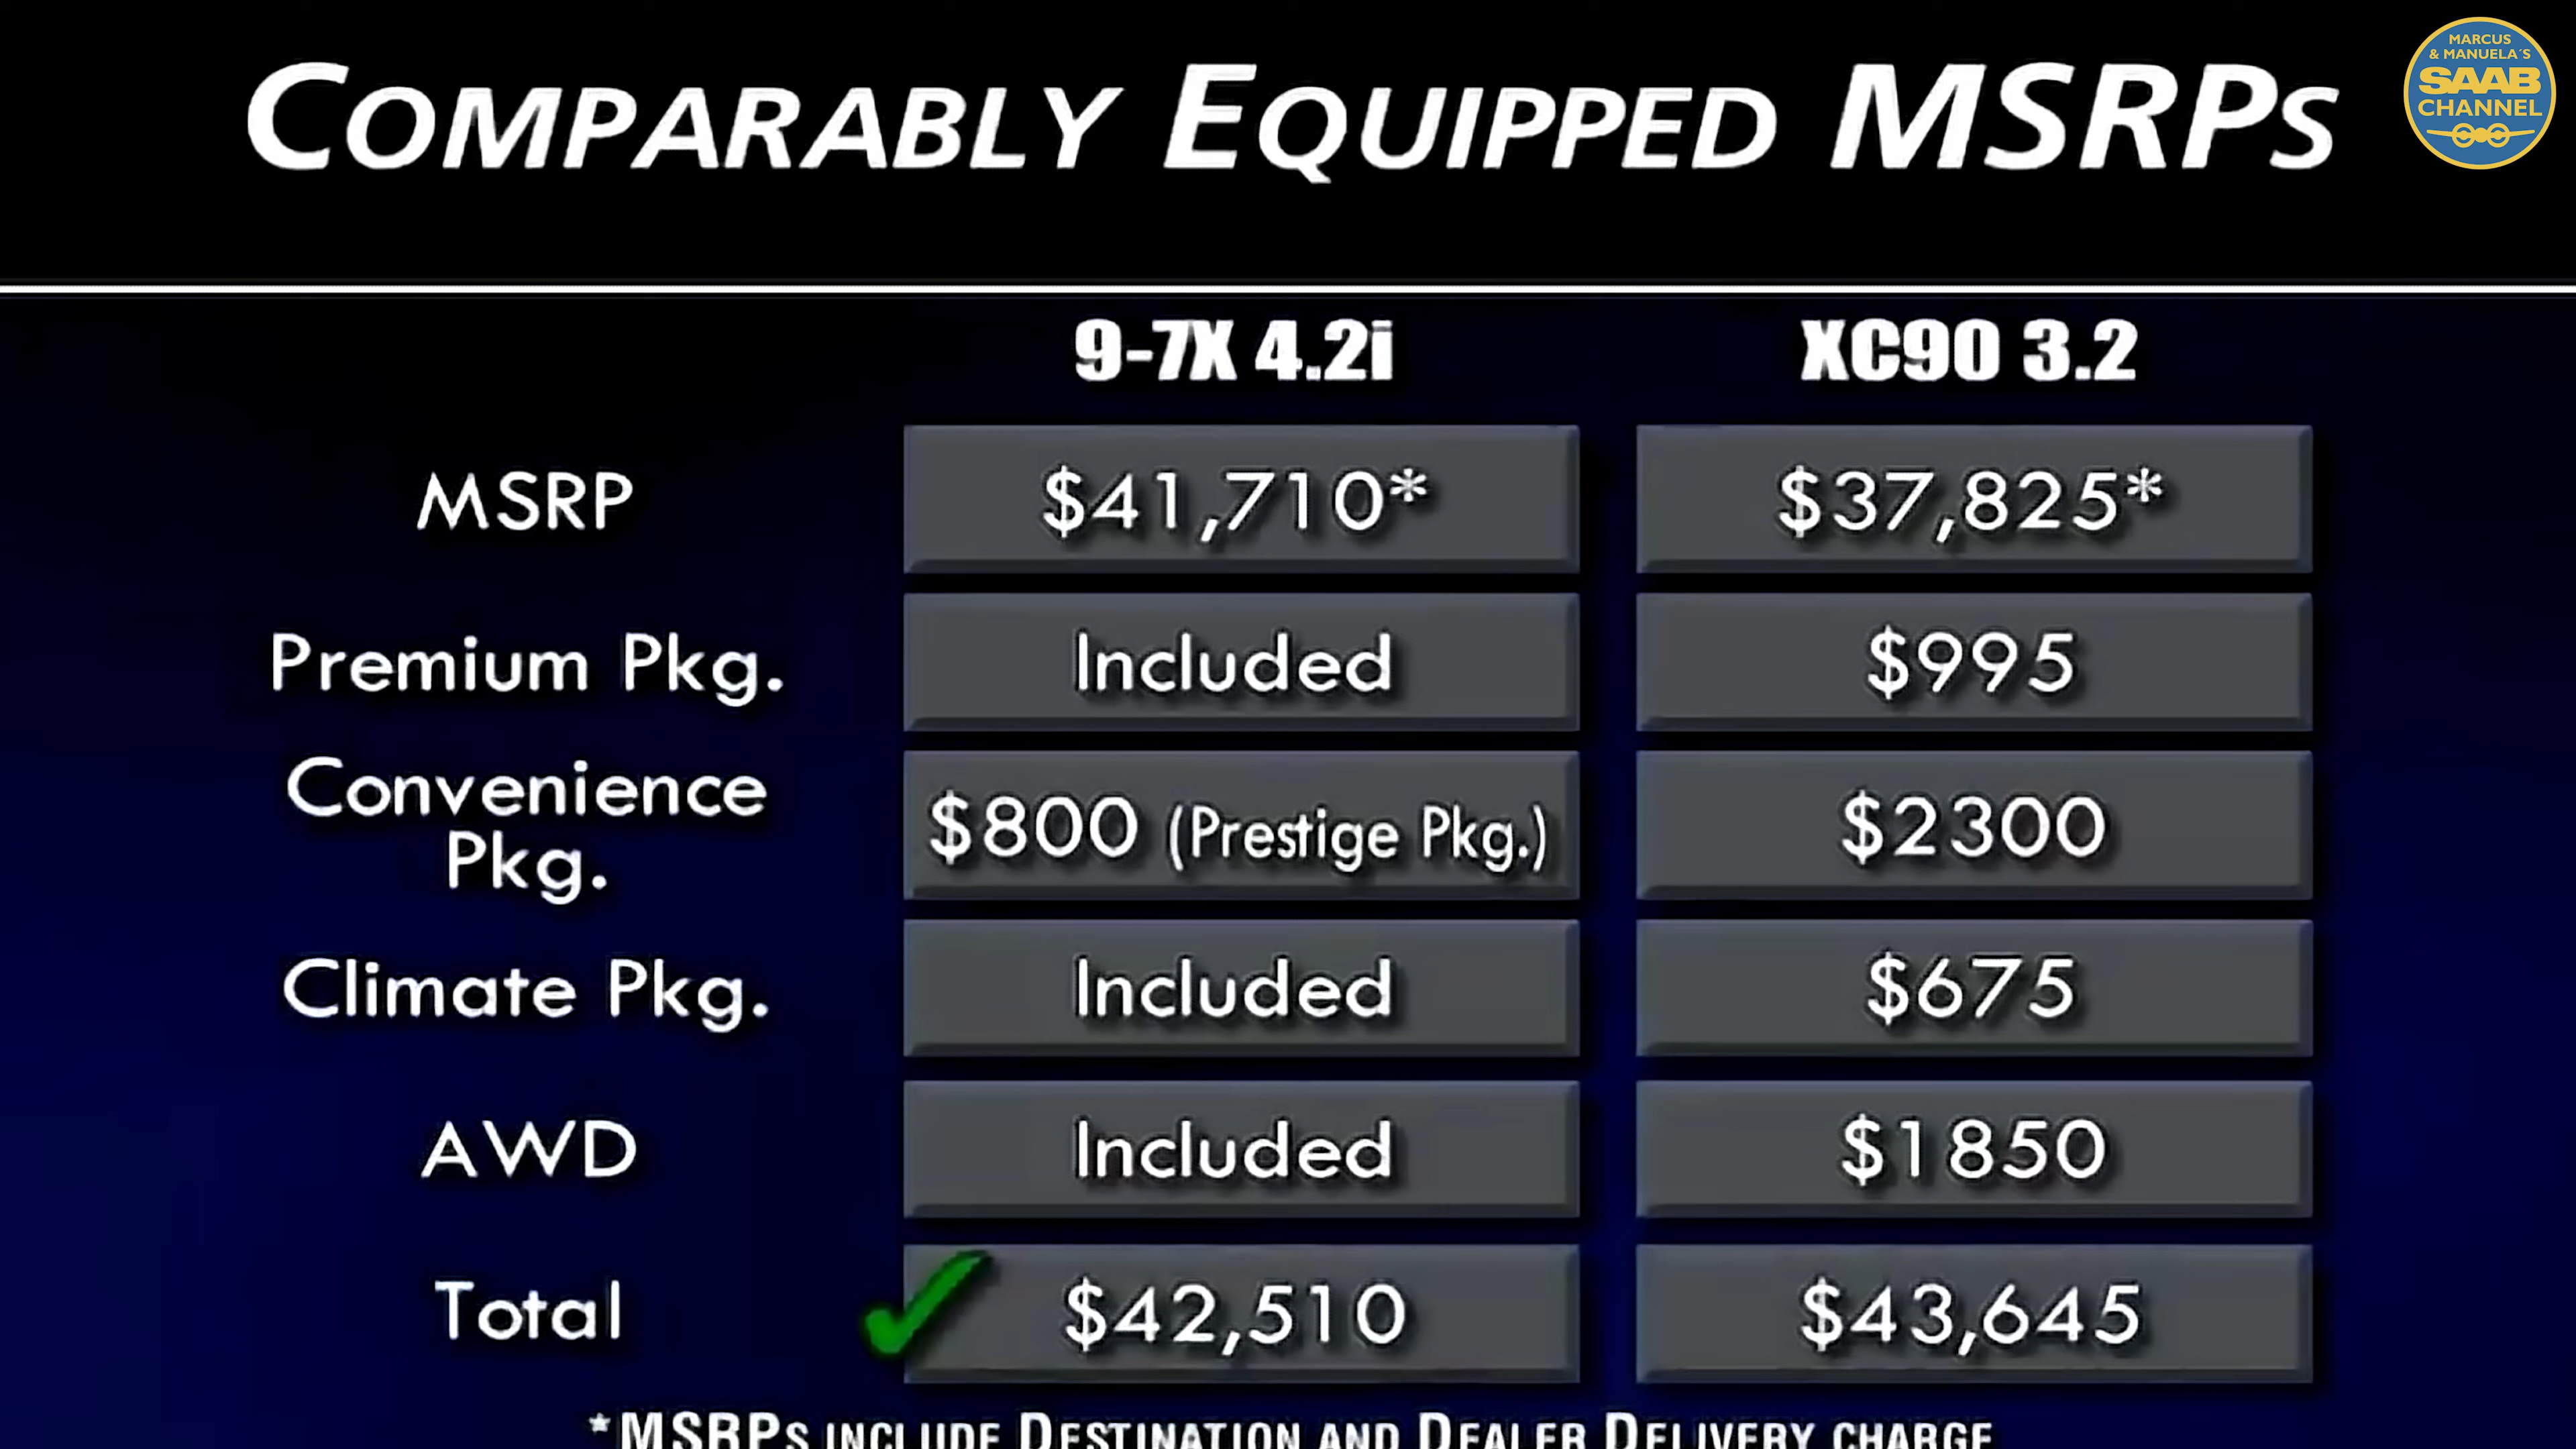 COMPARABLY EQUIPPED MSRPS
MARCUS
& MANUELA'S
SAAB
CHANNEL
9-7X 4.2i XC90 3.2
MSRP $41,710* $37,825*
Premium Pkg. Included $995
Convenience
Pkg. $800 (Prestige Pkg.) $2300
Climate Pkg. Included $675
AWD Included $1850
Total $42,510 $43,645
*MSRPS INCLUDE DESTINATION AND DEALER DELIVERY CHARGE